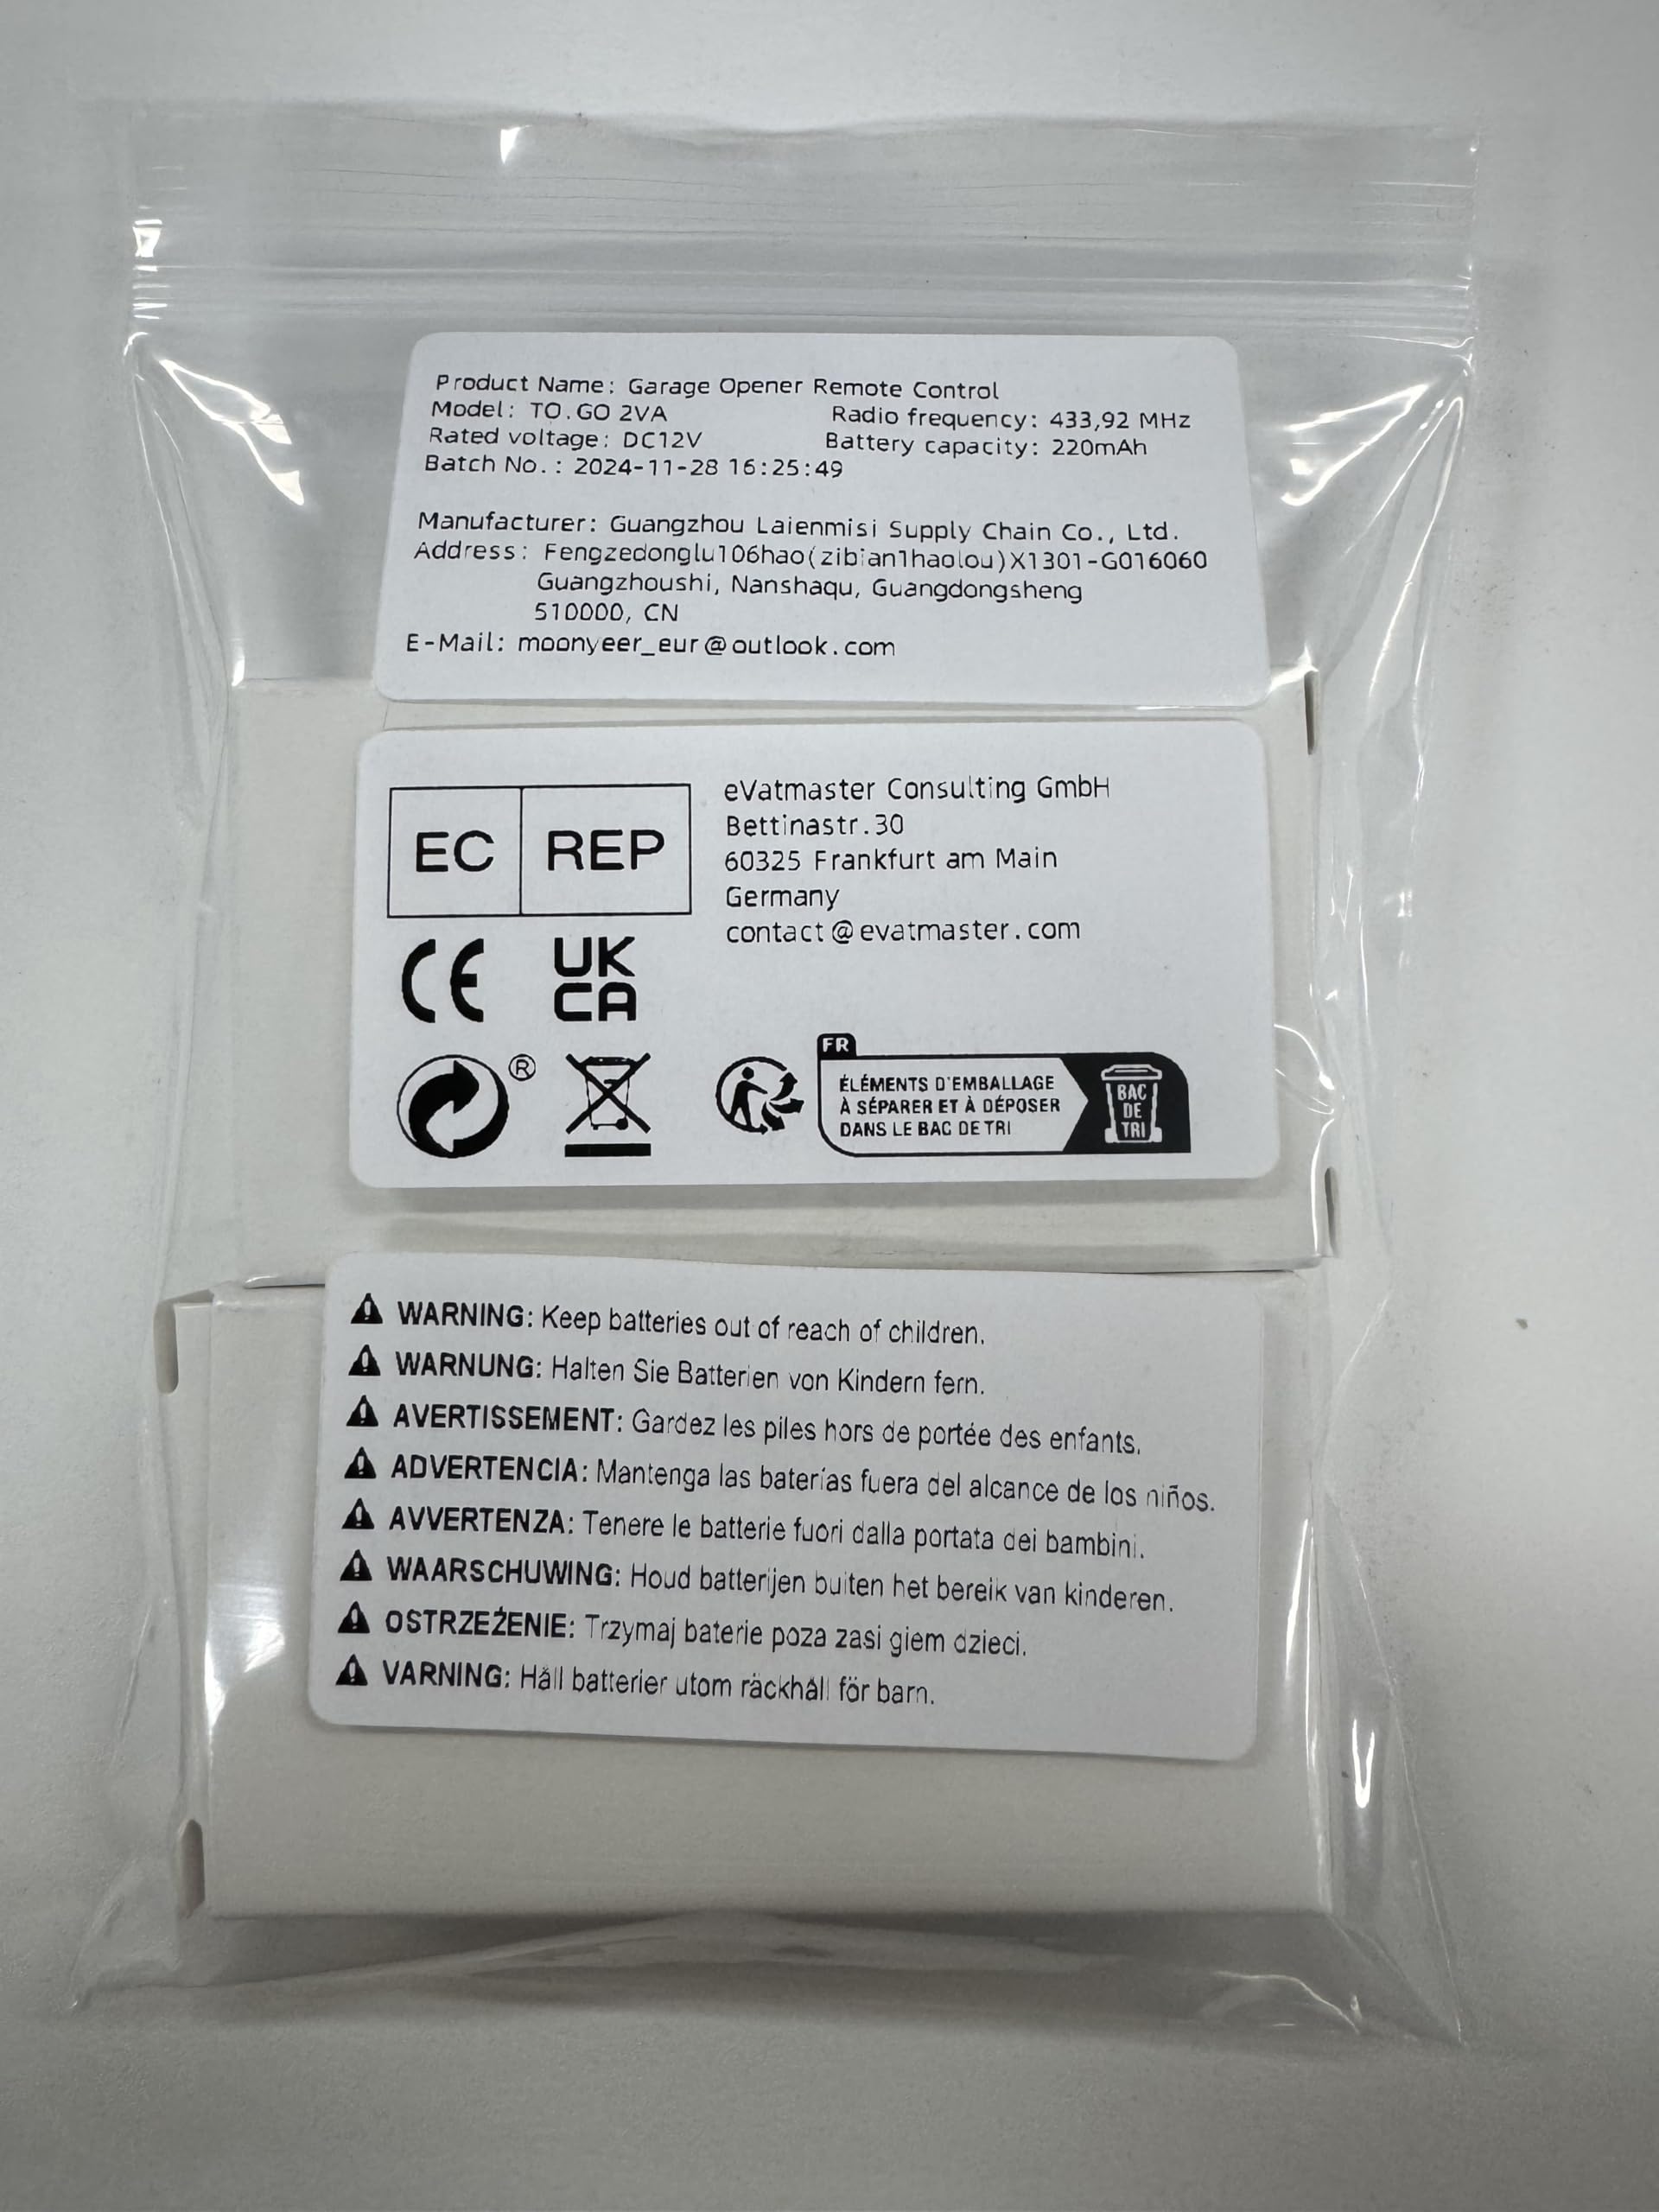 Product Name: Garage Opener Remote Control
Model: TO.GO 2VA Radio frequency: 433,92 MHz
Rated voltage: DC12V Battery capacity: 220mAh
Batch No.: 2024-11-28 16:25:49
Manufacturer: Guangzhou Laienmisi Supply Chain Co., Ltd.
Address: Fengzedonglu106hao(zibian1haolou)X1301-G016060
Guangzhoushi, Nanshaqu, Guangdongsheng
510000, CN
E-Mail: moonyeer_eur@outlook.com
EC REP
eVatmaster Consulting GmbH
Bettinastr.30
60325 Frankfurt am Main
Germany
contact@evatmaster.com
CE
UK
CA
®
FR
ÉLÉMENTS D'EMBALLAGE
À SÉPARER ET À DÉPOSER
DANS LE BAC DE TRI
BAC
DE
TRI
WARNING: Keep batteries out of reach of children.
WARNUNG: Halten Sie Batterien von Kindern fern.
AVERTISSEMENT: Gardez les piles hors de portée des enfants.
ADVERTENCIA: Mantenga las baterías fuera del alcance de los niños.
AVVERTENZA: Tenere le batterie fuori dalla portata dei bambini.
WAARSCHUWING: Houd batterijen buiten het bereik van kinderen.
OSTRZEŻENIE: Trzymaj baterie poza zasi giem dzieci.
VARNING: Håll batterier utom räckhåll för barn.